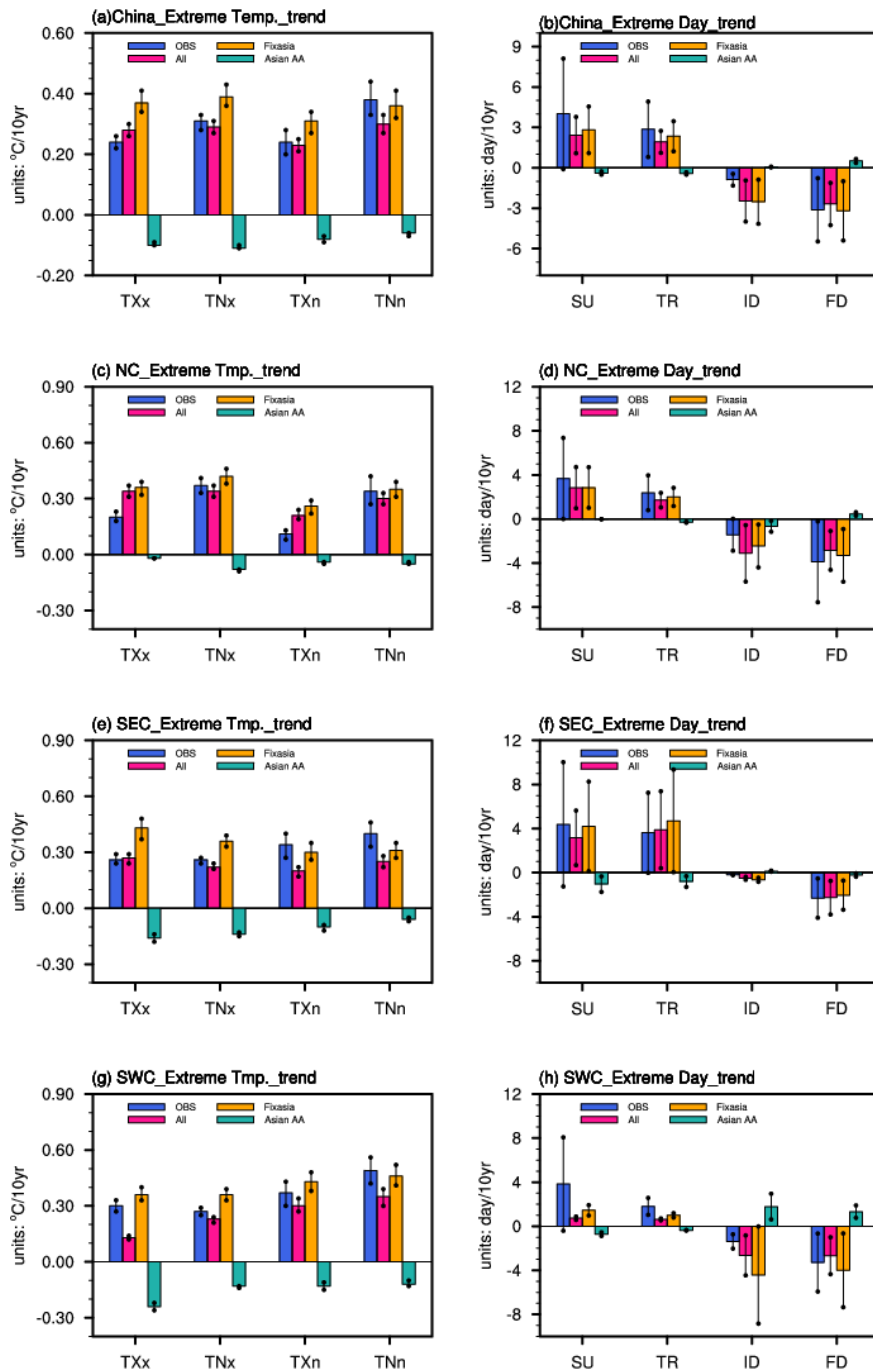 (a)China_Extreme Temp._trend
0.60
OBS
Fixasia
All
Asian AA
0.40
0.20
0.00
-0.20
units: °C/10yr
TXx
TNx
TXn
TNn
(b)China_Extreme Day_trend
9
OBS
Fixasia
All
Asian AA
6
3
0
-3
-6
units: day/10yr
SU
TR
ID
FD
(c) NC_Extreme Tmp._trend
0.90
OBS
Fixasia
All
Asian AA
0.60
0.30
0.00
-0.30
units: °C/10yr
TXx
TNx
TXn
TNn
(d) NC_Extreme Day_trend
12
OBS
Fixasia
All
Asian AA
8
4
0
-4
-8
units: day/10yr
SU
TR
ID
FD
(e) SEC_Extreme Tmp._trend
0.90
OBS
Fixasia
All
Asian AA
0.60
0.30
0.00
-0.30
units: °C/10yr
TXx
TNx
TXn
TNn
(f) SEC_Extreme Day_trend
12
OBS
Fixasia
All
Asian AA
8
4
0
-4
-8
units: day/10yr
SU
TR
ID
FD
(g) SWC_Extreme Tmp._trend
0.90
OBS
Fixasia
All
Asian AA
0.60
0.30
0.00
-0.30
units: °C/10yr
TXx
TNx
TXn
TNn
(h) SWC_Extreme Day_trend
12
OBS
Fixasia
All
Asian AA
8
4
0
-4
-8
units: day/10yr
SU
TR
ID
FD